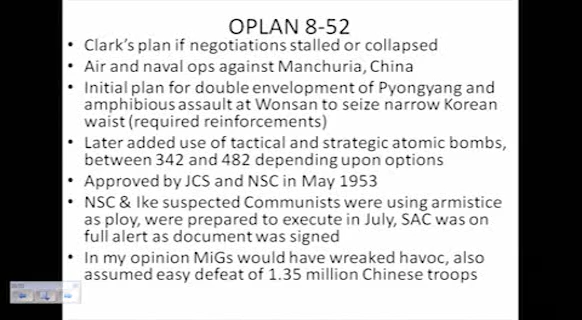 OPLAN 8-52
• Clark's plan if negotiations stalled or collapsed
• Air and naval ops against Manchuria, China
• Initial plan for double envelopment of Pyongyang and
amphibious assault at Wonsan to seize narrow Korean
waist (required reinforcements)
• Later added use of tactical and strategic atomic bombs,
between 342 and 482 depending upon options
• Approved by JCS and NSC in May 1953
• NSC & Ike suspected Communists were using armistice
as ploy, were prepared to execute in July, SAC was on
full alert as document was signed
• In my opinion MiGs would have wreaked havoc, also
assumed easy defeat of 1.35 million Chinese troops